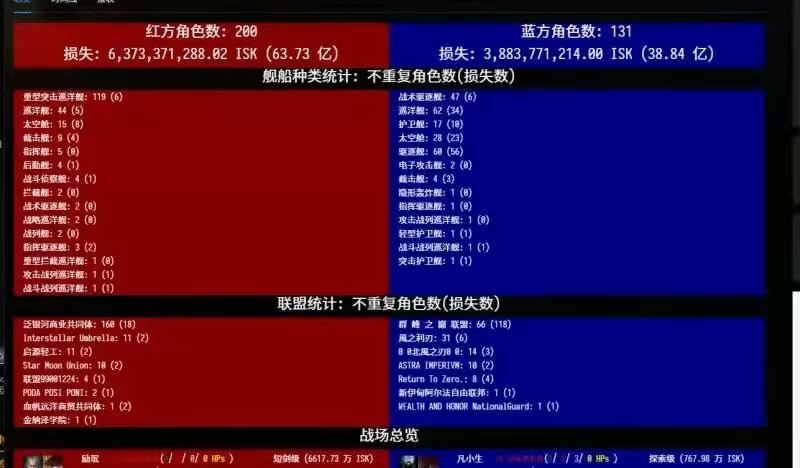 红方角色数: 200
损失: 6,373,371,288.02 ISK (63.73 亿)
蓝方角色数: 131
损失: 3,883,771,214.00 ISK (38.84 亿)
舰船种类统计: 不重复角色数(损失数)
重型突击巡洋舰: 119 (6)
巡洋舰: 44 (5)
太空舱: 15 (8)
截击舰: 9 (4)
指挥舰: 5 (0)
后勤舰: 4 (1)
战斗侦察舰: 4 (1)
拦截舰: 2 (0)
战术驱逐舰: 2 (0)
战略巡洋舰: 2 (0)
战列舰: 2 (0)
指挥驱逐舰: 3 (2)
重型拦截巡洋舰: 1 (0)
攻击战列巡洋舰: 1 (1)
战斗战列巡洋舰: 1 (1)
战术驱逐舰: 47 (6)
巡洋舰: 62 (34)
护卫舰: 17 (10)
太空舱: 28 (23)
驱逐舰: 60 (56)
电子攻击舰: 2 (0)
截击舰: 4 (3)
隐形轰炸舰: 1 (0)
指挥驱逐舰: 1 (0)
攻击战列巡洋舰: 1 (0)
轻型护卫舰: 1 (1)
战斗战列巡洋舰: 1 (1)
突击护卫舰: 1 (1)
联盟统计: 不重复角色数(损失数)
泛银河商业共同体: 160 (18)
Interstellar Umbrella: 11 (2)
启源轻工: 11 (2)
Star Moon Union: 10 (2)
联盟99001224: 4 (1)
PODA POSI PONI: 2 (1)
血帆远洋商贸共同体: 1 (2)
金纳泽学院: 1 (1)
群 峰 之 巅 联盟: 66 (118)
風之利刃: 31 (6)
0 0北風之刃0 0: 14 (3)
ASTRA IMPERIVM: 10 (2)
Return To Zero.: 8 (4)
新伊甸阿尔法自由联邦: 1 (1)
WEALTH AND HONOR NationalGuard: 1 (1)
战场总览
励珉
( / / 0/ 0 HPs )
短剑级 (6617.73 万 ISK)
凡小生
/ 3/ 0 HPs )
探索级 (767.98 万 ISK)